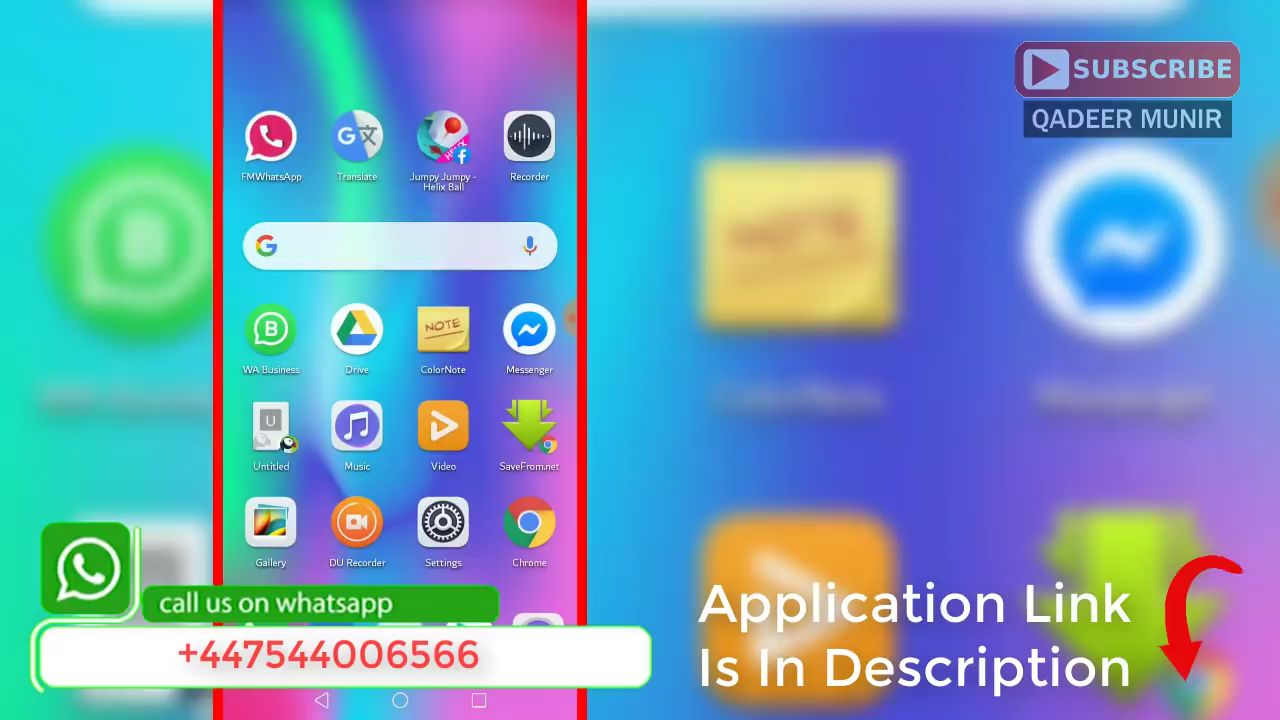 SUBSCRIBE
QADEER MUNIR
FMWhatsApp
Translate
Jumpy Jumpy -
Helix Ball
Recorder
WA Business
Drive
NOTE
ColorNote
Messenger
U
Untitled
Music
Video
SaveFrom.net
Gallery
DU Recorder
Settings
Chrome
call us on whatsapp
+447544006566
Application Link
Is In Description